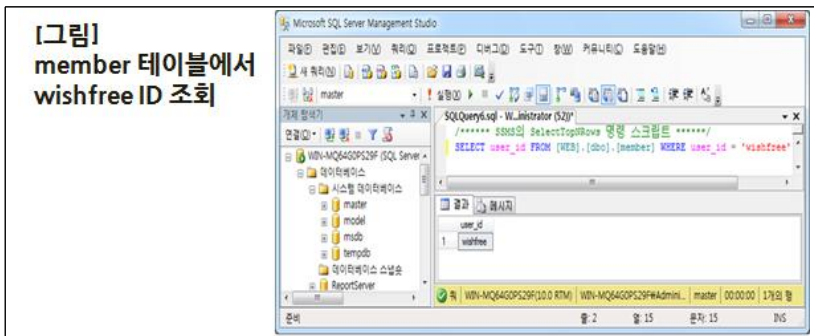 [그림]
member 테이블에서
wishfree ID 조회
Microsoft SQL Server Management Studio
파일(F) 편집(E) 보기(V) 쿼리(Q) 프로젝트(P) 디버그(D) 도구(T) 창(W) 커뮤니티(C) 도움말(H)
새 쿼리(N)
master 실행(X)
개체 탐색기
SQLQuery6.sql - W...inistrator (52))*
연결(O)
/****** SSMS의 SelectTopNRows 명령 스크립트 ******/
SELECT user_id FROM [WEB].[dbo].[member] WHERE user_id = 'wishfree'
WIN-MQ64G0PS29F (SQL Server
데이터베이스
시스템 데이터베이스
master
model
msdb
tempdb
데이터베이스 스냅숏
ReportServer
결과 메시지
user_id
1 wishfree
쿼 WIN-MQ64G0PS29F(10.0 RTM) WIN-MQ64G0PS29F₩Admini... master 00:00:00 1개의 행
준비 줄: 2 열: 15 문자: 15 INS